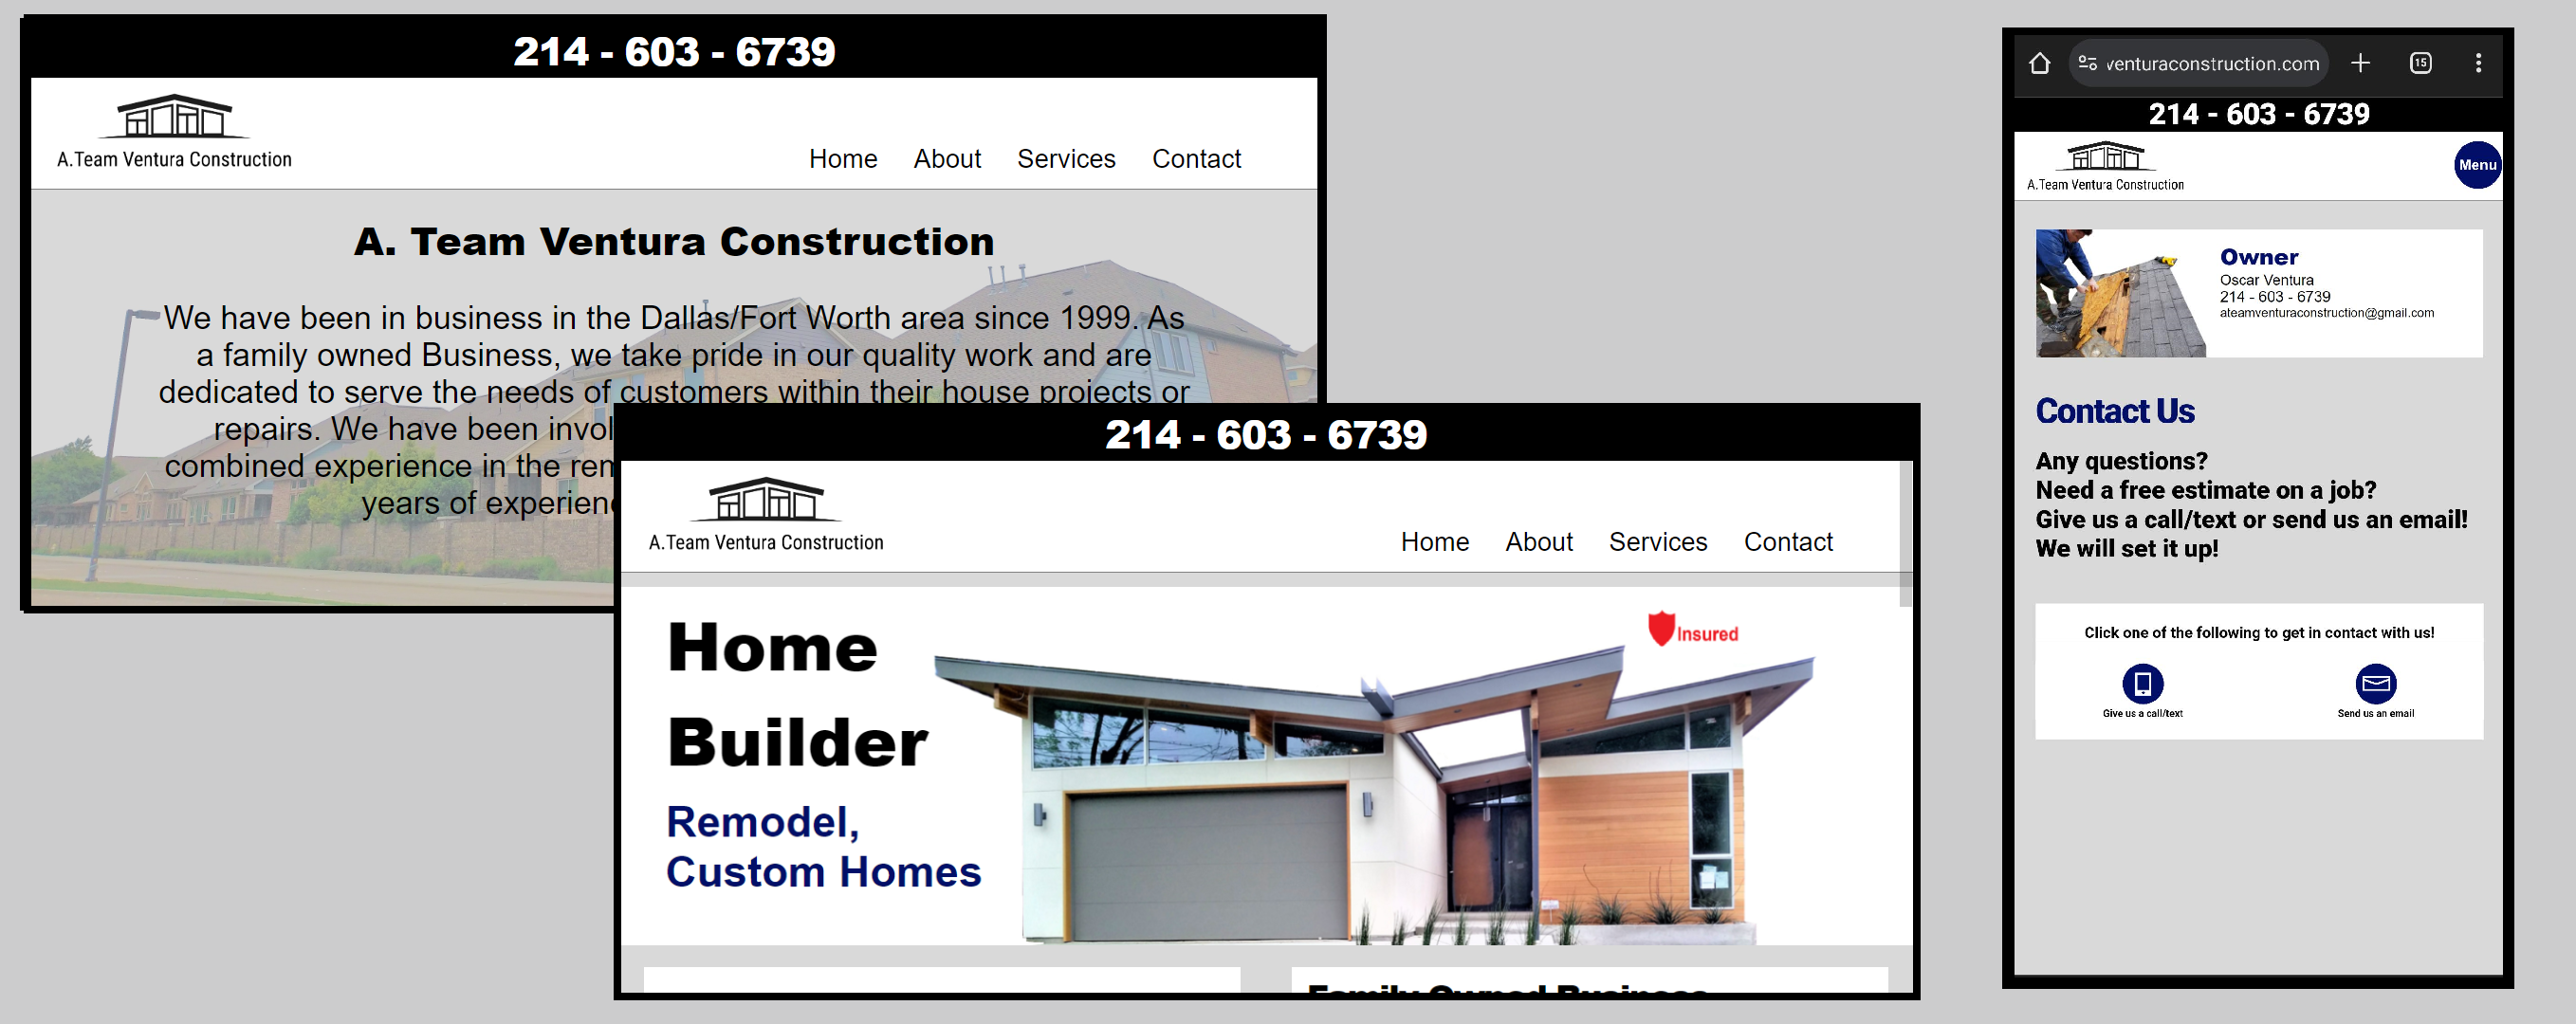 214 - 603 - 6739
A.Team Ventura Construction
Home About Services Contact
A. Team Ventura Construction
We have been in business in the Dallas/Fort Worth area since 1999. As
a family owned Business, we take pride in our quality work and are
dedicated to serve the needs of customers within their house projects or
repairs. We have been
combined experience in the
years of
214 - 603 - 6739
A.Team Ventura Construction
Home About Services Contact
Home
Builder
Insured
Remodel,
Custom Homes
Family Owned Business
15
venturaconstruction.com
214 - 603 - 6739
A.Team Ventura Construction
Menu
Owner
Oscar Ventura
214 - 603 - 6739
ateamventuraconstruction@gmail.com
Contact Us
Any questions?
Need a free estimate on a job?
Give us a call/text or send us an email!
We will set it up!
Click one of the following to get in contact with us!
Give us a call/text
Send us an email